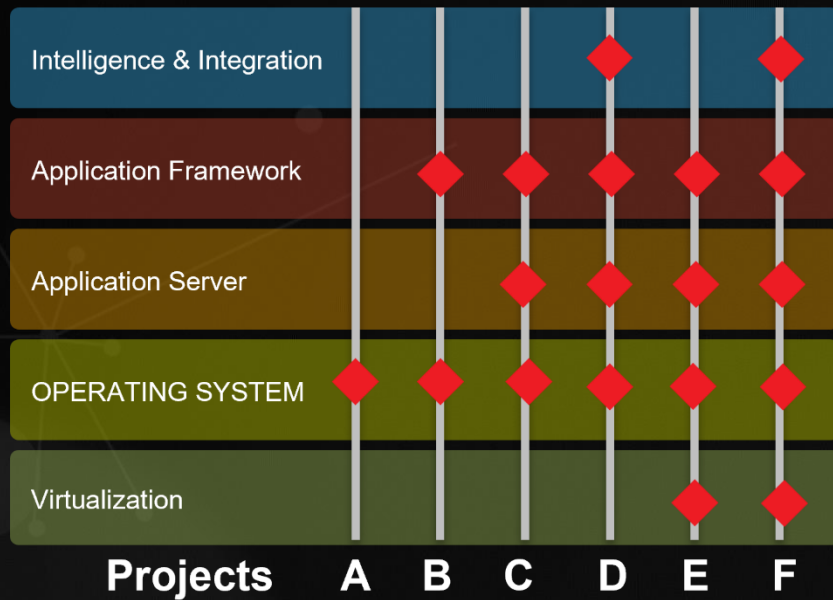 Intelligence & Integration
Application Framework
Application Server
OPERATING SYSTEM
Virtualization
Projects A B C D E F